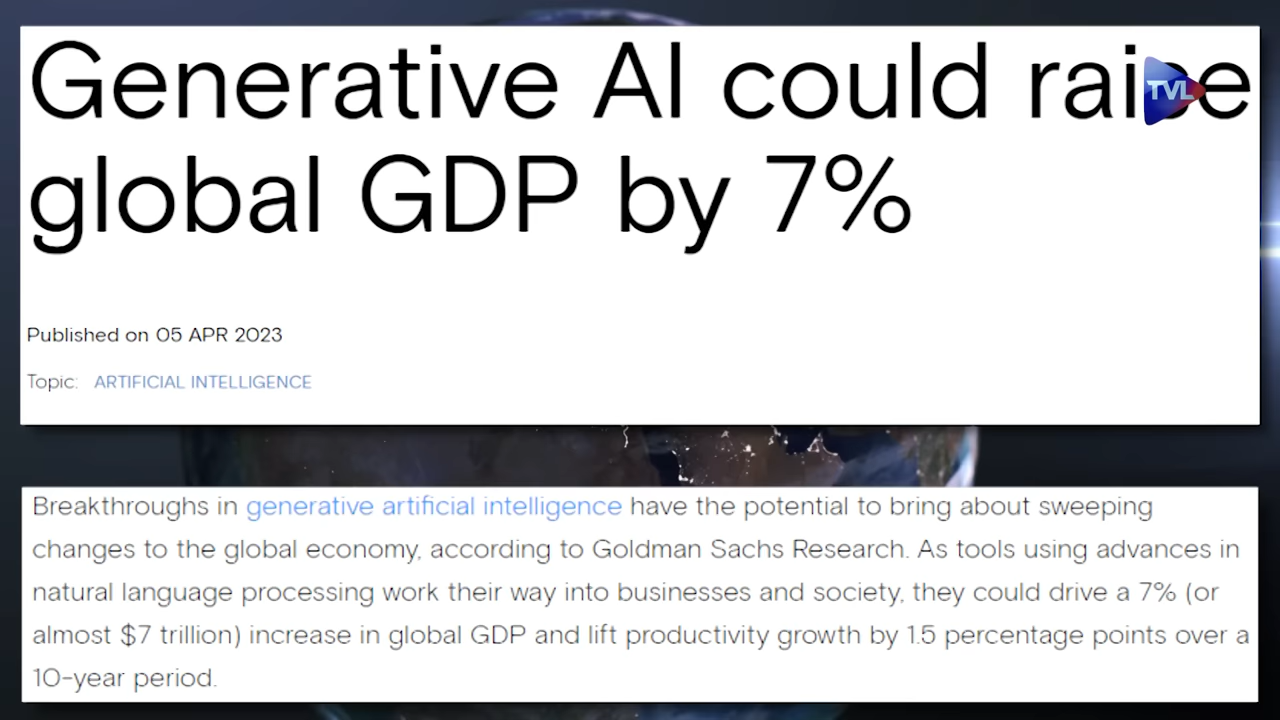 Generative AI could raise
TVL
global GDP by 7%
Published on 05 APR 2023
Topic: ARTIFICIAL INTELLIGENCE
Breakthroughs in generative artificial intelligence have the potential to bring about sweeping
changes to the global economy, according to Goldman Sachs Research. As tools using advances in
natural language processing work their way into businesses and society, they could drive a 7% (or
almost $7 trillion) increase in global GDP and lift productivity growth by 1.5 percentage points over a
10-year period.